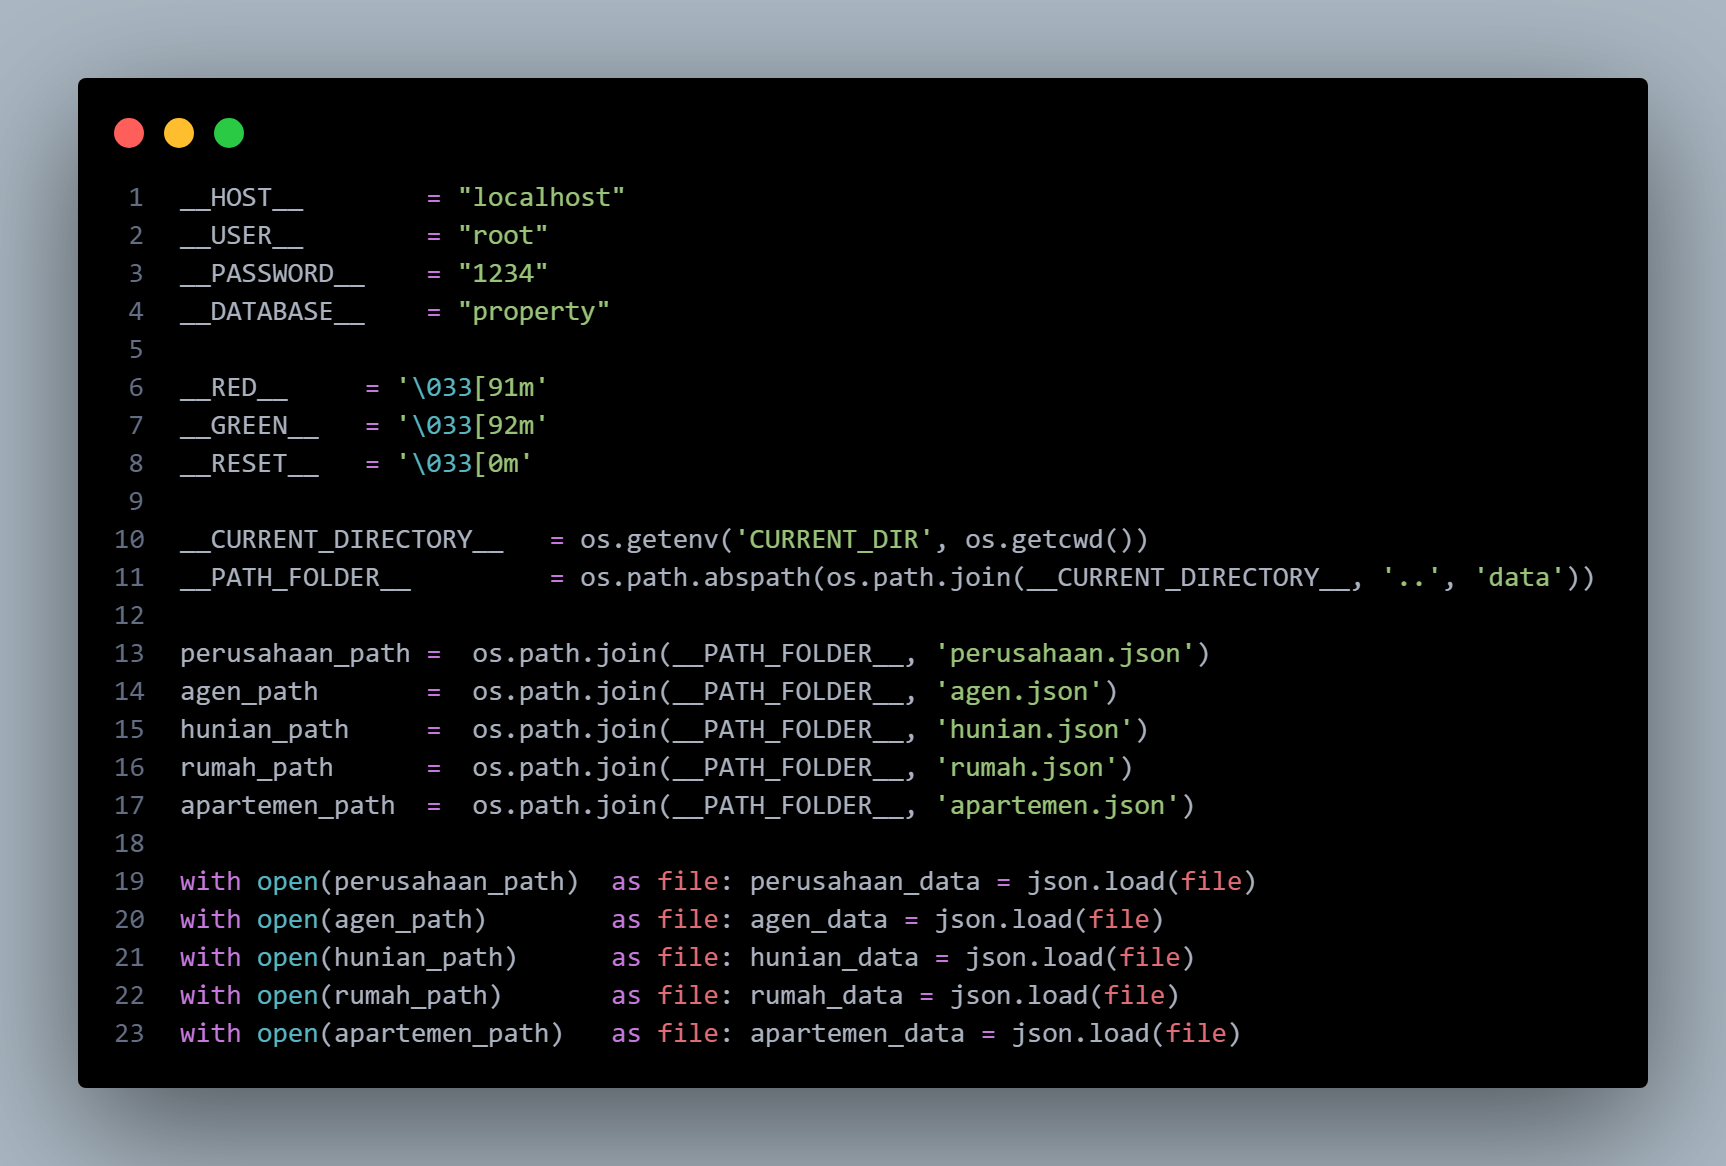 1 __HOST__        = "localhost"
2 __USER__        = "root"
3 __PASSWORD__    = "1234"
4 __DATABASE__    = "property"
5
6 __RED__     = '\033[91m'
7 __GREEN__   = '\033[92m'
8 __RESET__   = '\033[0m'
9
10 __CURRENT_DIRECTORY__   = os.getenv('CURRENT_DIR', os.getcwd())
11 __PATH_FOLDER__         = os.path.abspath(os.path.join(__CURRENT_DIRECTORY__, '..', 'data'))
12
13 perusahaan_path =  os.path.join(__PATH_FOLDER__, 'perusahaan.json')
14 agen_path       =  os.path.join(__PATH_FOLDER__, 'agen.json')
15 hunian_path     =  os.path.join(__PATH_FOLDER__, 'hunian.json')
16 rumah_path      =  os.path.join(__PATH_FOLDER__, 'rumah.json')
17 apartemen_path  =  os.path.join(__PATH_FOLDER__, 'apartemen.json')
18
19 with open(perusahaan_path)  as file: perusahaan_data = json.load(file)
20 with open(agen_path)        as file: agen_data = json.load(file)
21 with open(hunian_path)      as file: hunian_data = json.load(file)
22 with open(rumah_path)       as file: rumah_data = json.load(file)
23 with open(apartemen_path)   as file: apartemen_data = json.load(file)